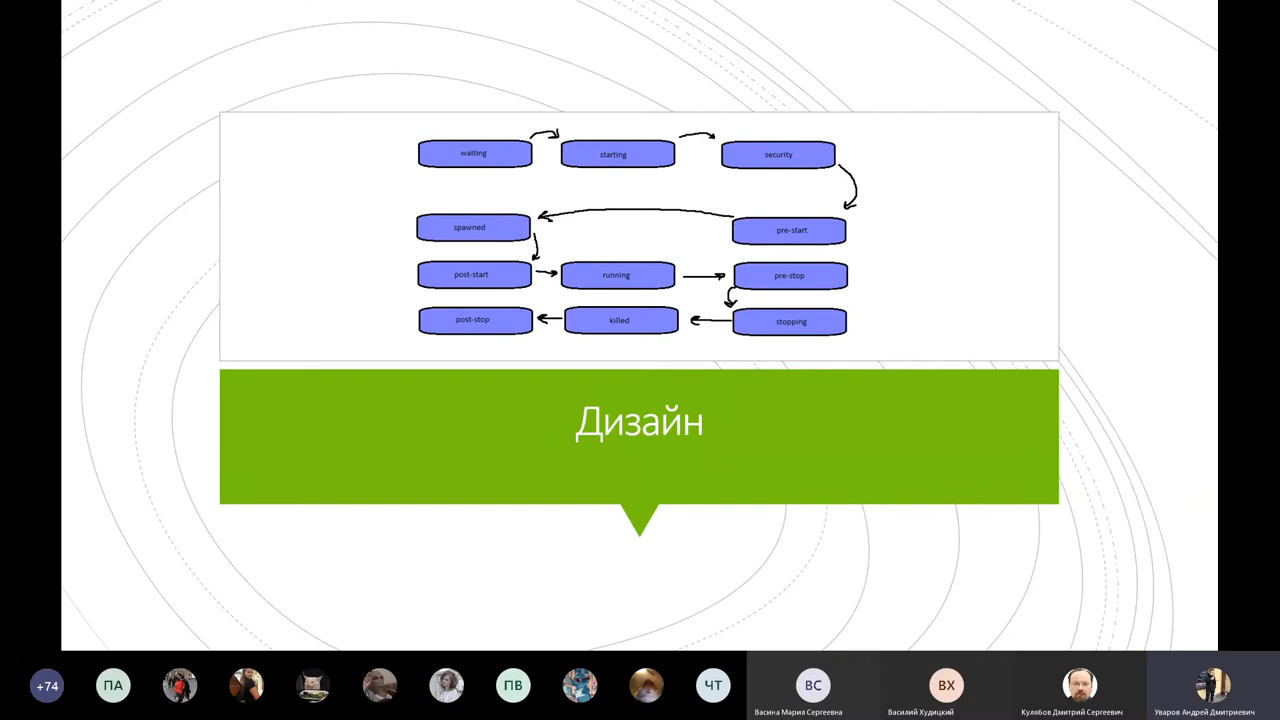 waiting
starting
security
spawned
pre-start
post-start
running
pre-stop
post-stop
killed
stopping
Дизайн
+74
ПА
ПВ
ЧТ
ВС
ВХ
Васина Мария Сергеевна
Василий Худицкий
Кулябов Дмитрий Сергеевич
Уваров Андрей Дмитриевич